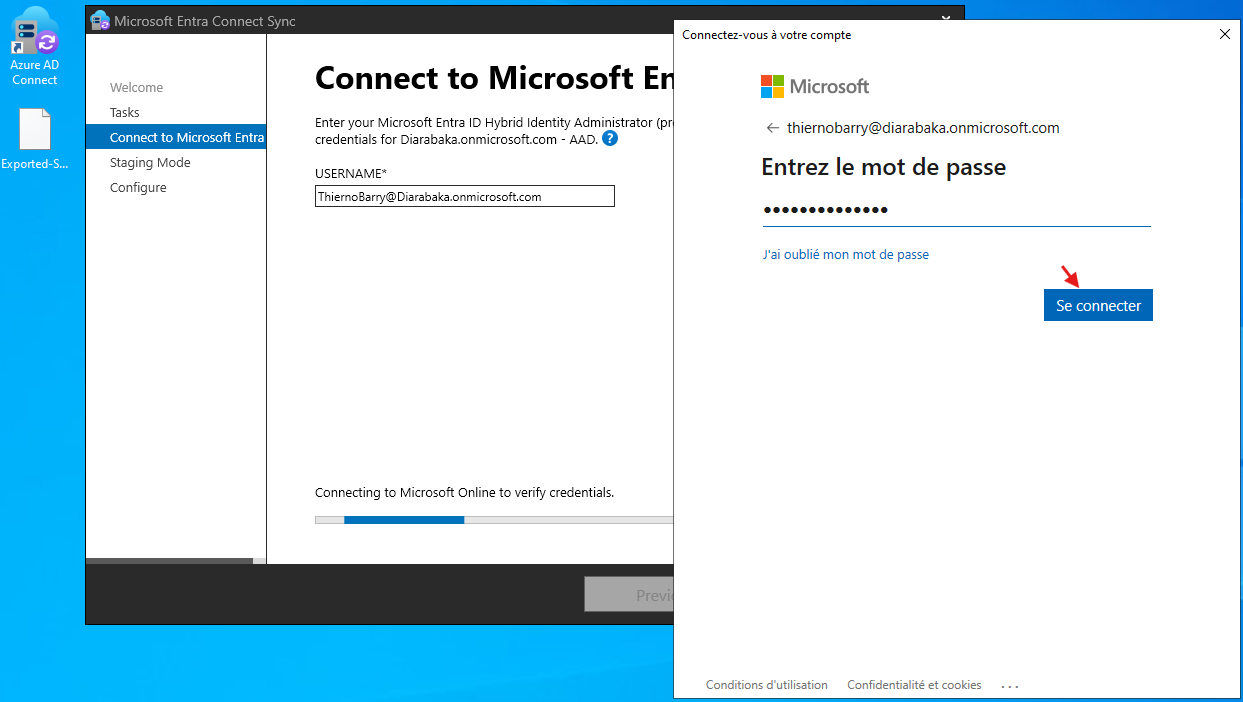 Azure AD
Connect
Exported-S...
Microsoft Entra Connect Sync
Welcome
Tasks
Connect to Microsoft Entra
Staging Mode
Configure
Connect to Microsoft En
Enter your Microsoft Entra ID Hybrid Identity Administrator (pr
credentials for Diarabaka.onmicrosoft.com - AAD. ?
USERNAME*
ThiernoBarry@Diarabaka.onmicrosoft.com
Connecting to Microsoft Online to verify credentials.
Previ
Connectez-vous à votre compte
Microsoft
thiernobarry@diarabaka.onmicrosoft.com
Entrez le mot de passe
••••••••••••••
J'ai oublié mon mot de passe
Se connecter
Conditions d'utilisation Confidentialité et cookies ...